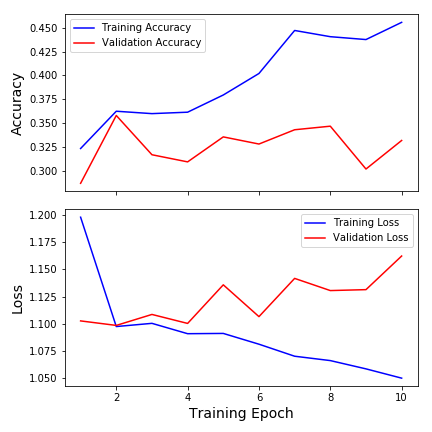 Training Accuracy
Validation Accuracy
Accuracy
0.450
0.425
0.400
0.375
0.350
0.325
0.300
Training Loss
Validation Loss
Loss
1.200
1.175
1.150
1.125
1.100
1.075
1.050
2 4 6 8 10
Training Epoch